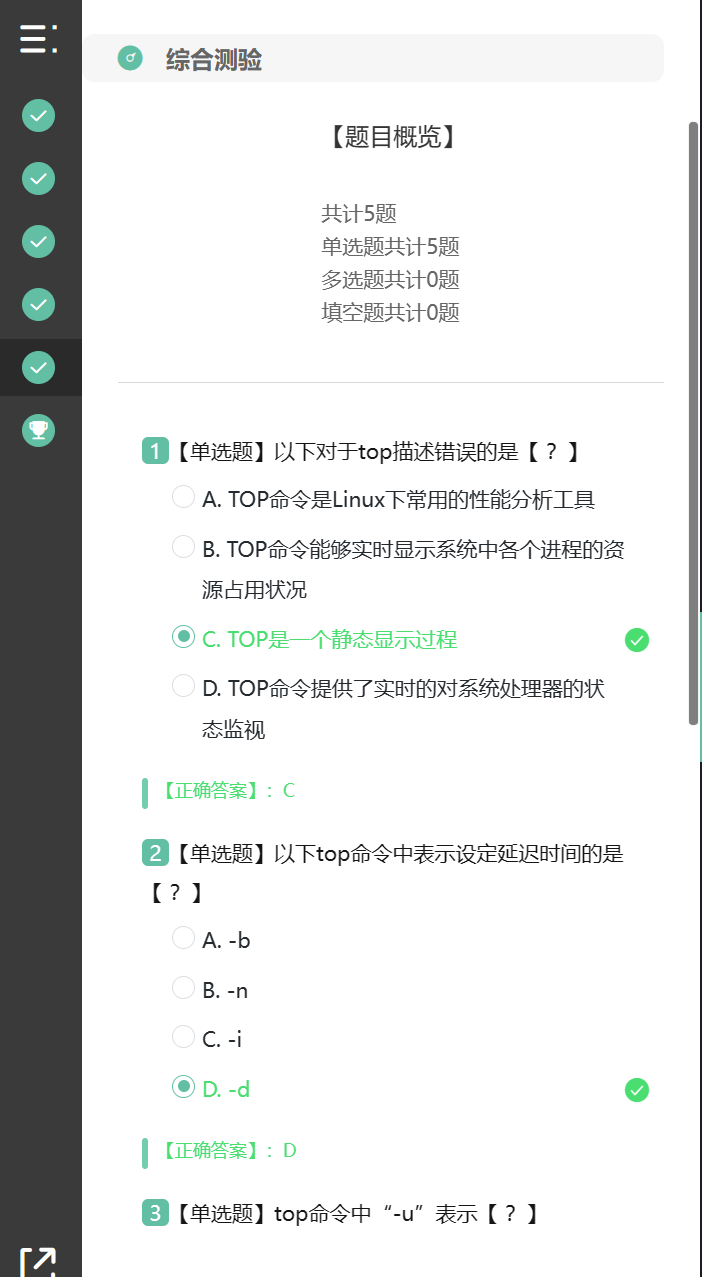 综合测验
【题目概览】
共计5题
单选题共计5题
多选题共计0题
填空题共计0题
1【单选题】以下对于top描述错误的是【 ？ 】
A. TOP命令是Linux下常用的性能分析工具
B. TOP命令能够实时显示系统中各个进程的资
源占用状况
C. TOP是一个静态显示过程
D. TOP命令提供了实时的对系统处理器的状
态监视
【正确答案】：C
2【单选题】以下top命令中表示设定延迟时间的是
【 ？ 】
A. -b
B. -n
C. -i
D. -d
【正确答案】：D
3【单选题】top命令中“-u”表示【 ？ 】